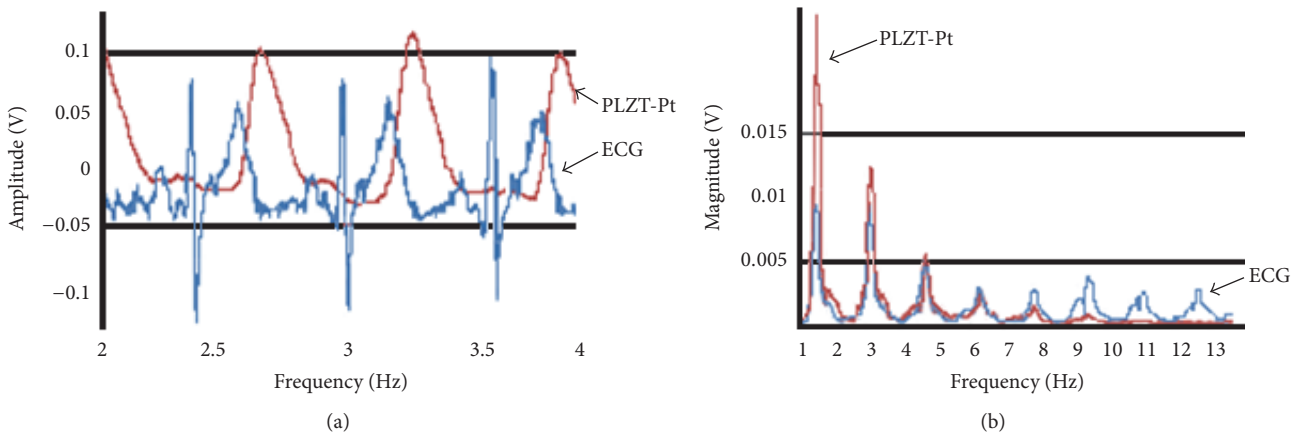 0.1
0.05
0
−0.05
−0.1
Amplitude (V)
PLZT-Pt
ECG
2 2.5 3 3.5 4
Frequency (Hz)
(a)
PLZT-Pt
0.015
0.01
0.005
Magnitude (V)
ECG
1 2 3 4 5 6 7 8 9 10 11 12 13
Frequency (Hz)
(b)